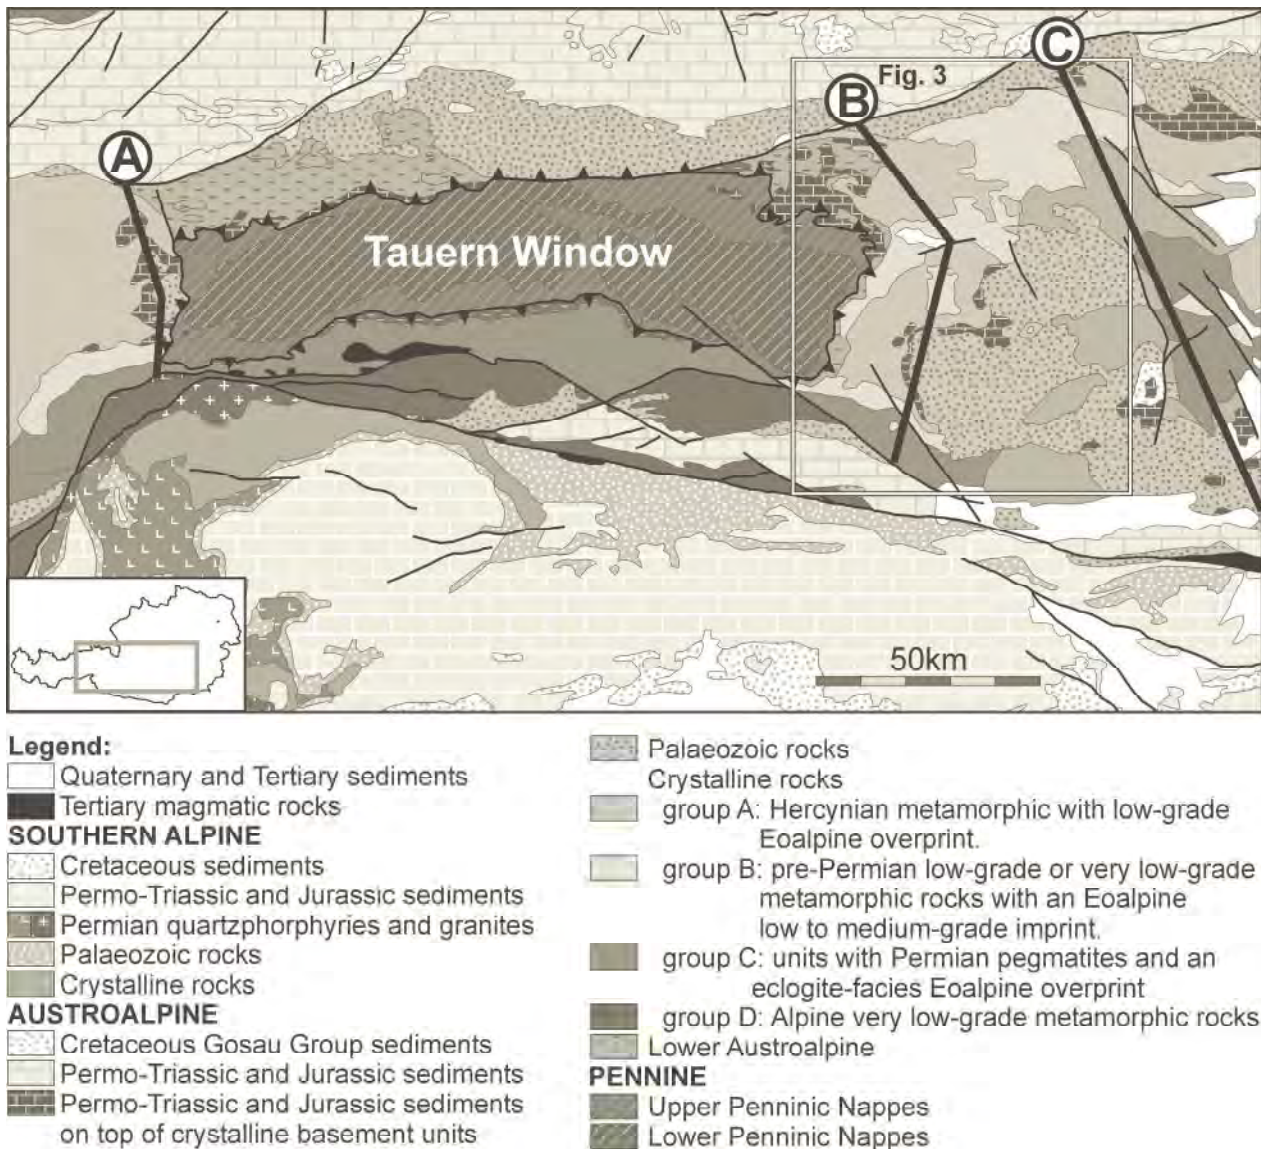 A
B
C
Fig. 3
Tauern Window
50km
Legend:
Quaternary and Tertiary sediments
Tertiary magmatic rocks
SOUTHERN ALPINE
Cretaceous sediments
Permo-Triassic and Jurassic sediments
Permian quartzphorphyries and granites
Palaeozoic rocks
Crystalline rocks
AUSTROALPINE
Cretaceous Gosau Group sediments
Permo-Triassic and Jurassic sediments
Permo-Triassic and Jurassic sediments
on top of crystalline basement units
Palaeozoic rocks
Crystalline rocks
group A: Hercynian metamorphic with low-grade
Eoalpine overprint.
group B: pre-Permian low-grade or very low-grade
metamorphic rocks with an Eoalpine
low to medium-grade imprint.
group C: units with Permian pegmatites and an
eclogite-facies Eoalpine overprint
group D: Alpine very low-grade metamorphic rocks
Lower Austroalpine
PENNINE
Upper Penninic Nappes
Lower Penninic Nappes